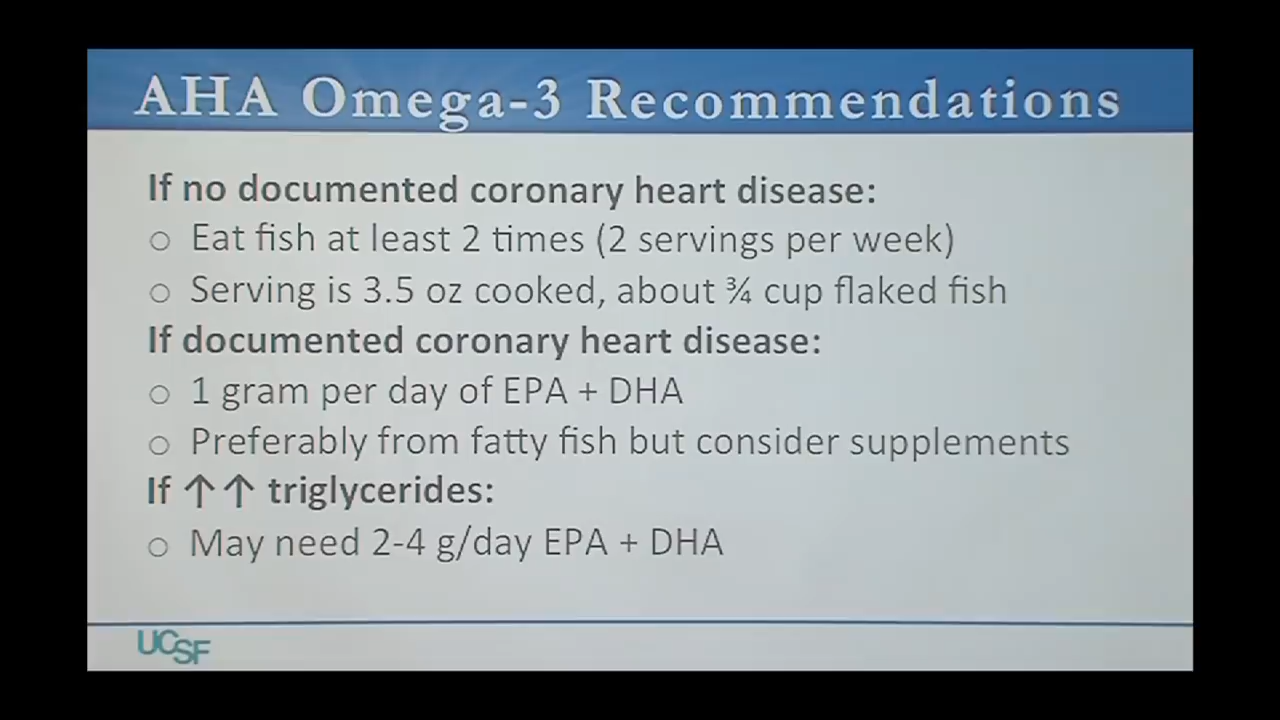 AHA Omega-3 Recommendations
If no documented coronary heart disease:
○ Eat fish at least 2 times (2 servings per week)
○ Serving is 3.5 oz cooked, about ¾ cup flaked fish
If documented coronary heart disease:
○ 1 gram per day of EPA + DHA
○ Preferably from fatty fish but consider supplements
If ↑↑ triglycerides:
○ May need 2-4 g/day EPA + DHA
UCSF